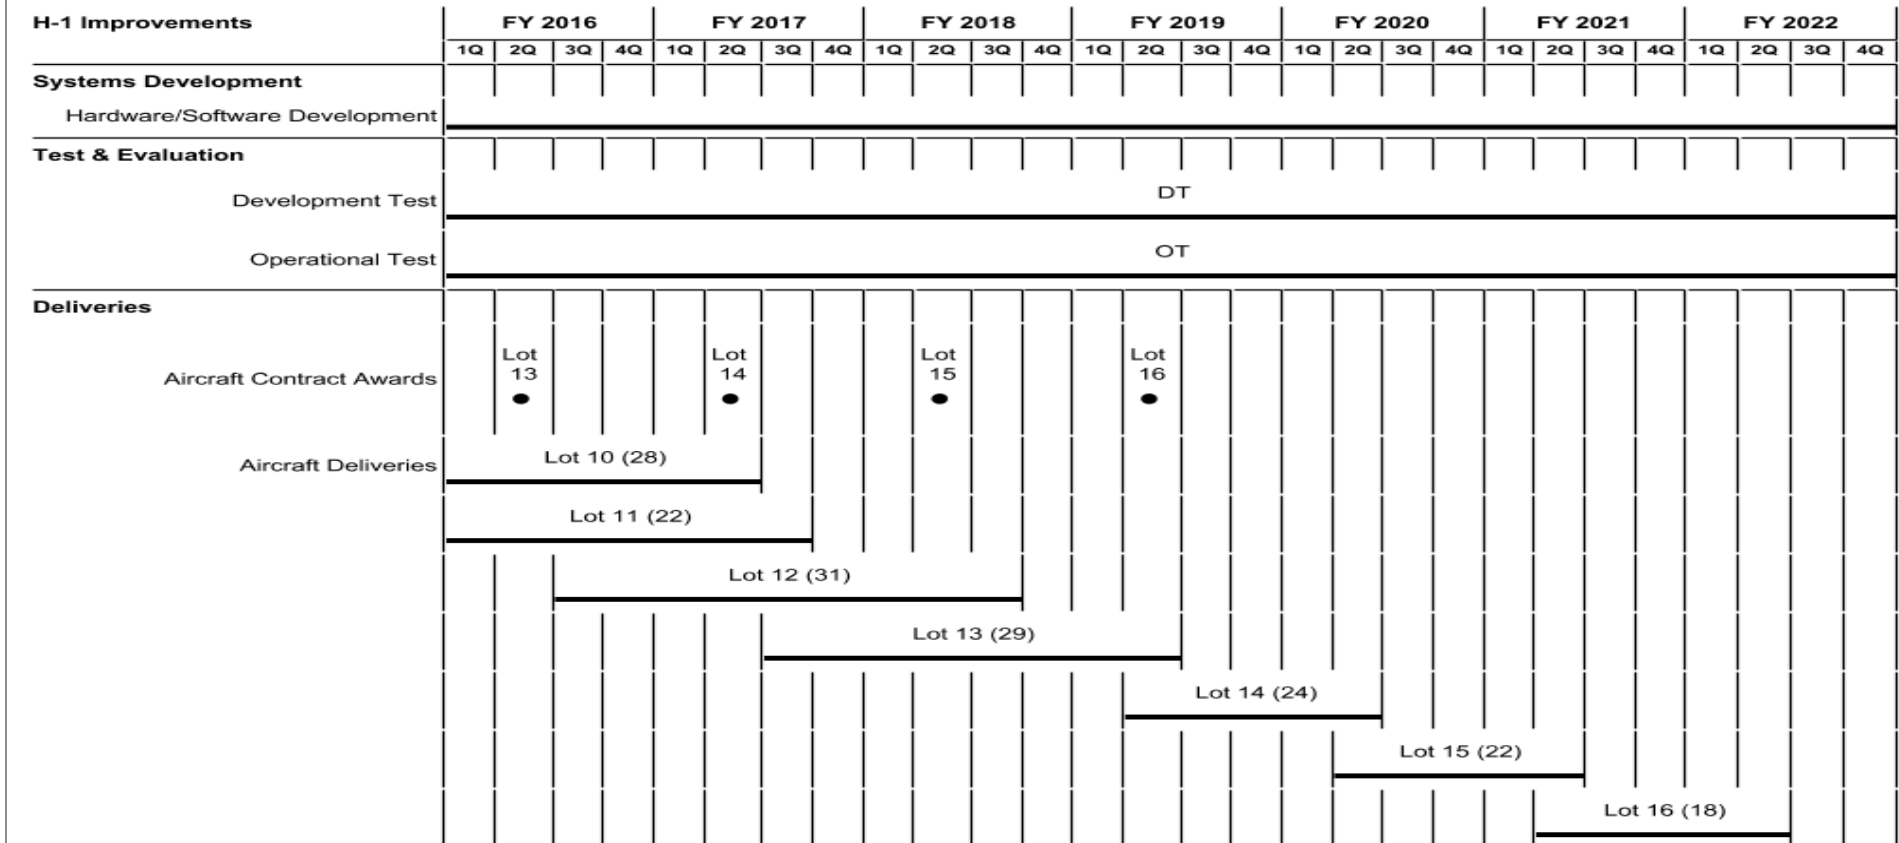 H-1 Improvements FY 2016 FY 2017 FY 2018 FY 2019 FY 2020 FY 2021 FY 2022
1Q 2Q 3Q 4Q 1Q 2Q 3Q 4Q 1Q 2Q 3Q 4Q 1Q 2Q 3Q 4Q 1Q 2Q 3Q 4Q 1Q 2Q 3Q 4Q 1Q 2Q 3Q 4Q
Systems Development
Hardware/Software Development
Test & Evaluation
Development Test DT
Operational Test OT
Deliveries
Aircraft Contract Awards
Lot 13
Lot 14
Lot 15
Lot 16
Aircraft Deliveries Lot 10 (28)
Lot 11 (22)
Lot 12 (31)
Lot 13 (29)
Lot 14 (24)
Lot 15 (22)
Lot 16 (18)